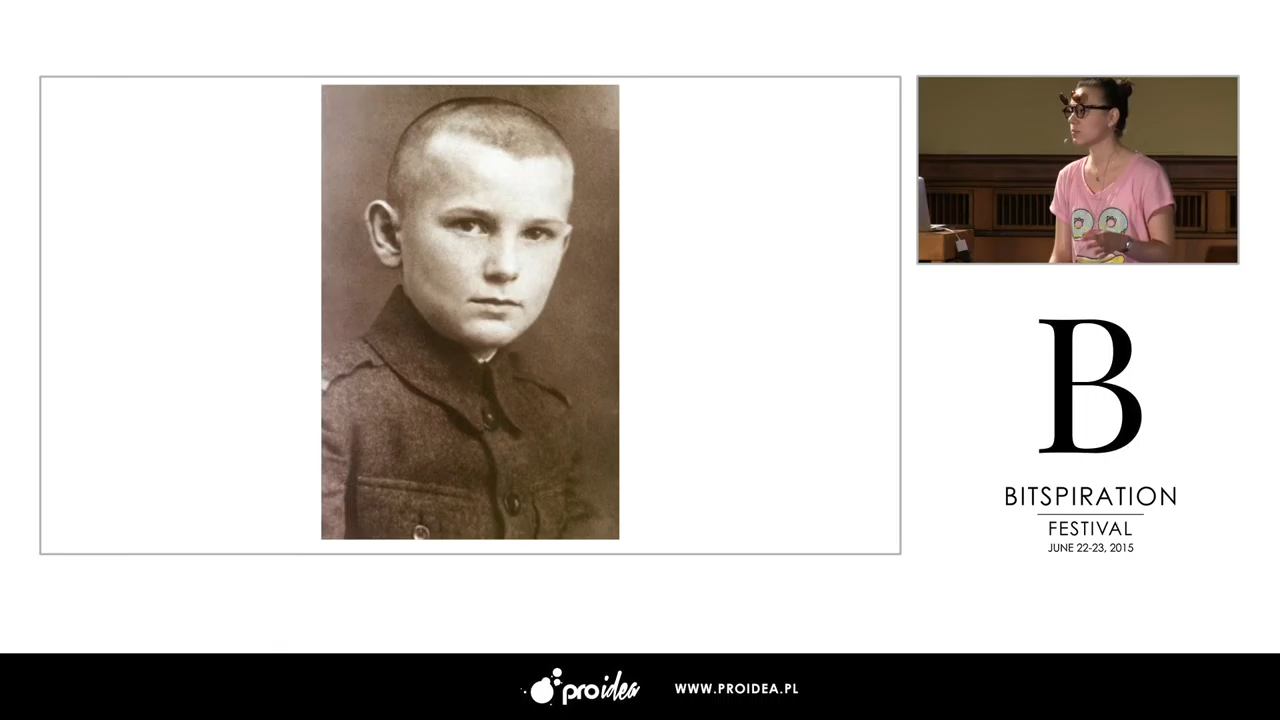 B
BITSPIRATION
FESTIVAL
JUNE 22-23, 2015
proidea
WWW.PROIDEA.PL